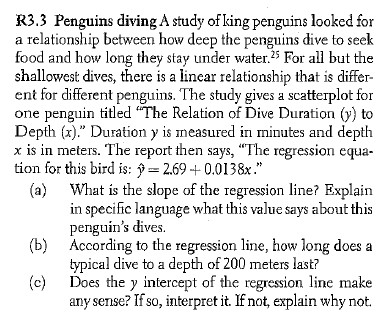 R3.3 Penguins diving A study of king penguins looked for
a relationship between how deep the penguins dive to seek
food and how long they stay under water.²⁵ For all but the
shallowest dives, there is a linear relationship that is differ-
ent for different penguins. The study gives a scatterplot for
one penguin titled “The Relation of Dive Duration (y) to
Depth (x).” Duration y is measured in minutes and depth
x is in meters. The report then says, “The regression equa-
tion for this bird is: ŷ = 2.69 + 0.0138x.”
(a) What is the slope of the regression line? Explain
in specific language what this value says about this
penguin’s dives.
(b) According to the regression line, how long does a
typical dive to a depth of 200 meters last?
(c) Does the y intercept of the regression line make
any sense? If so, interpret it. If not, explain why not.